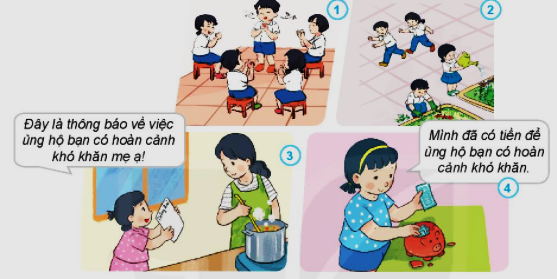 1
2
Đây là thông báo về việc
ủng hộ bạn có hoàn cảnh
khó khăn mẹ ạ!
3
Mình đã có tiền để
ủng hộ bạn có hoàn
cảnh khó khăn.
4